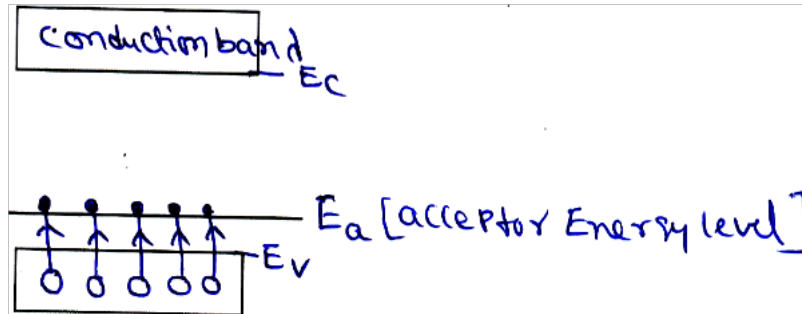 conduction band
Ec
Ea [acceptor Energy level]
Ev